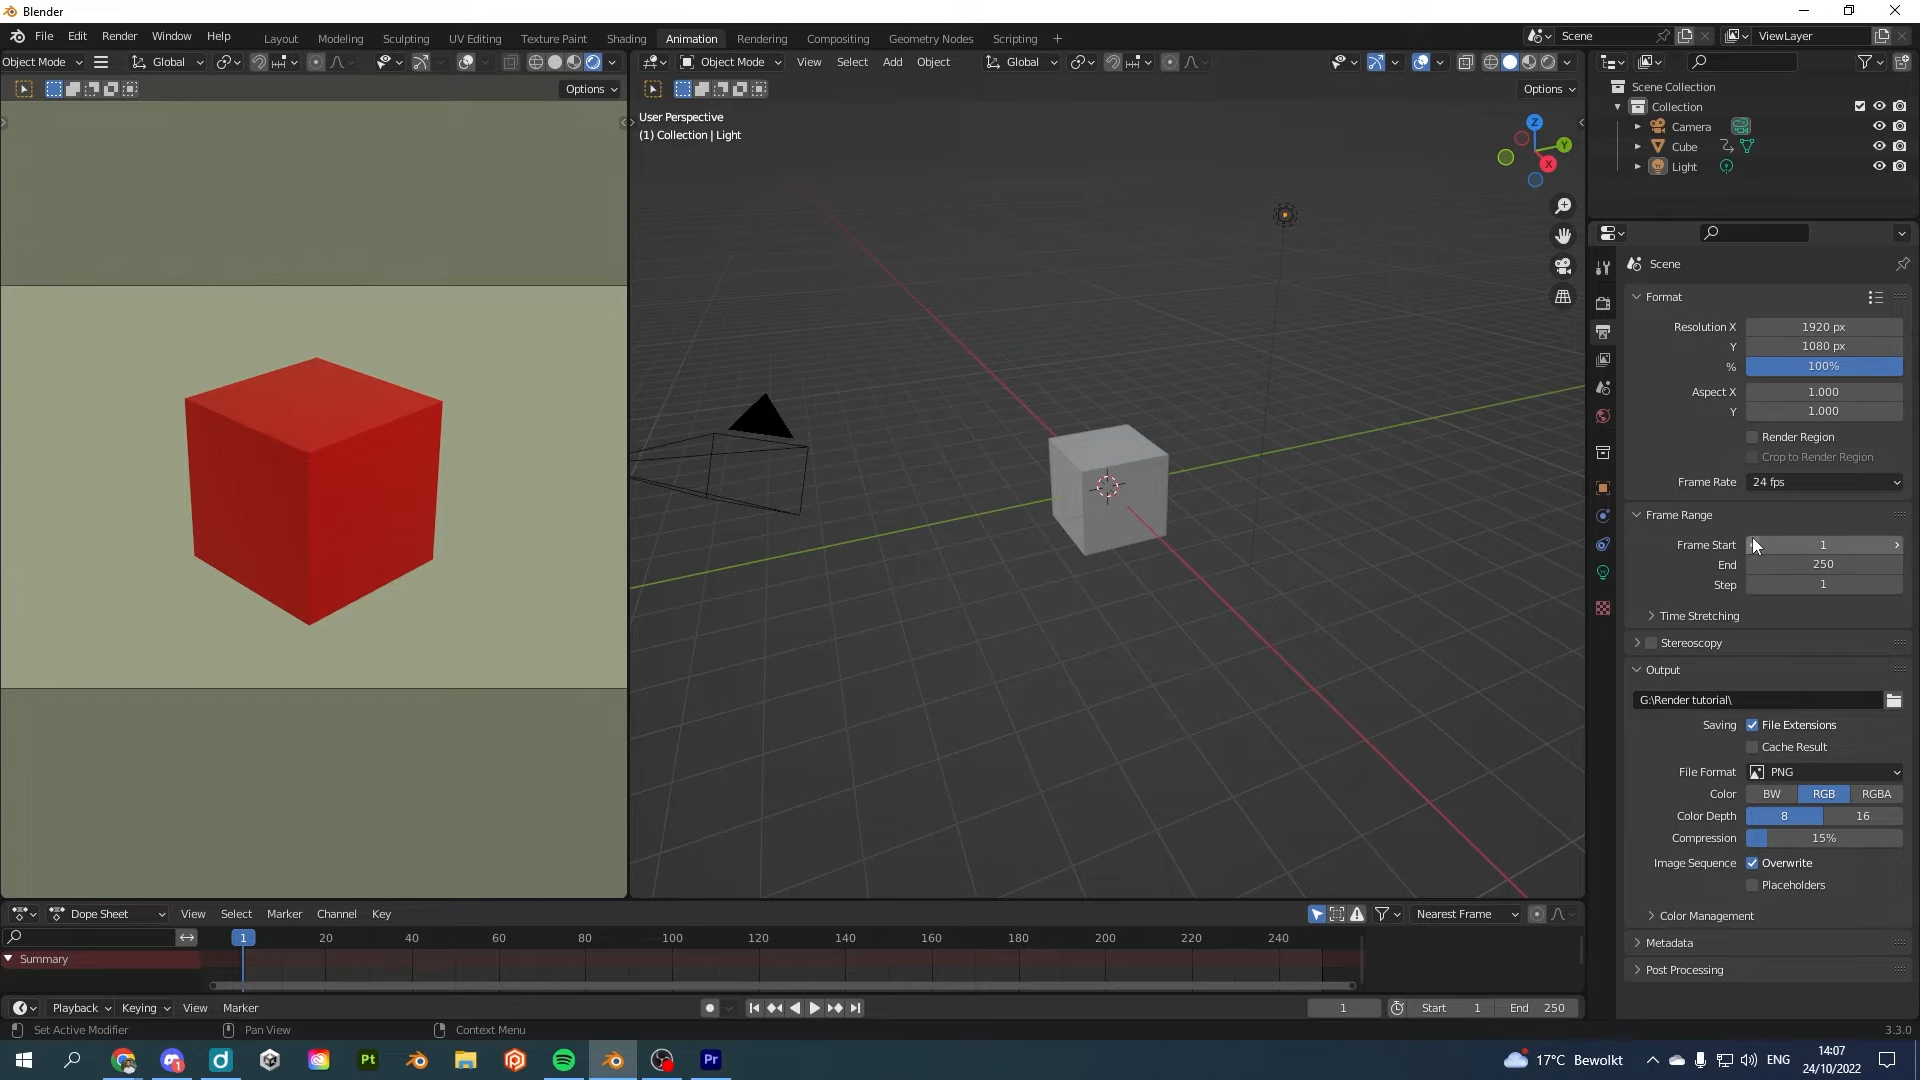 Blender
File Edit Render Window Help Layout Modeling Sculpting UV Editing Texture Paint Shading Animation Rendering Compositing Geometry Nodes Scripting +
Scene
ViewLayer
Object Mode Global
Options
Object Mode View Select Add Object Global
Options
User Perspective
(1) Collection | Light
Z
Y
X
Scene Collection
Collection
Camera
Cube
Light
Scene
Format
Resolution X 1920 px
Y 1080 px
% 100%
Aspect X 1.000
Y 1.000
Render Region
Crop to Render Region
Frame Rate 24 fps
Frame Range
Frame Start 1
End 250
Step 1
Time Stretching
Stereoscopy
Output
G:\Render tutorial\
Saving File Extensions
Cache Result
File Format PNG
Color BW RGB RGBA
Color Depth 8 16
Compression 15%
Image Sequence Overwrite
Placeholders
Color Management
Metadata
Post Processing
Dope Sheet View Select Marker Channel Key Nearest Frame
1 20 40 60 80 100 120 140 160 180 200 220 240
Summary
Playback Keying View Marker 1 Start 1 End 250
Set Active Modifier Pan View Context Menu 3.3.0
Pt Pr 17°C Bewolkt ENG 14:07
24/10/2022